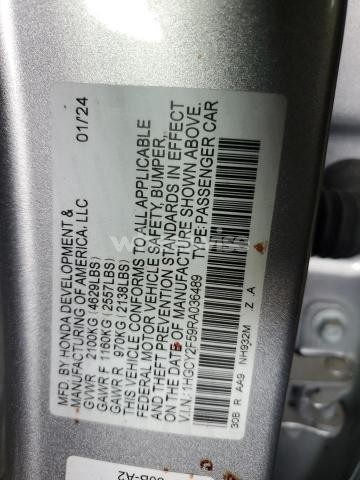 MFD. BY HONDA DEVELOPMENT &
MANUFACTURING OF AMERICA, LLC 01/24
GVWR 2100KG (4629LBS)
GAWR F 1160KG (2557LBS)
GAWR R 970KG (2138LBS)
THIS VEHICLE CONFORMS TO ALL APPLICABLE
FEDERAL MOTOR VEHICLE SAFETY, BUMPER,
AND THEFT PREVENTION STANDARDS IN EFFECT
ON THE DATE OF MANUFACTURE SHOWN ABOVE.
V.I.N.:1HGCY2F59RA036489 TYPE:PASSENGER CAR
30B R AA9 NH932M Z .A
30B-A2